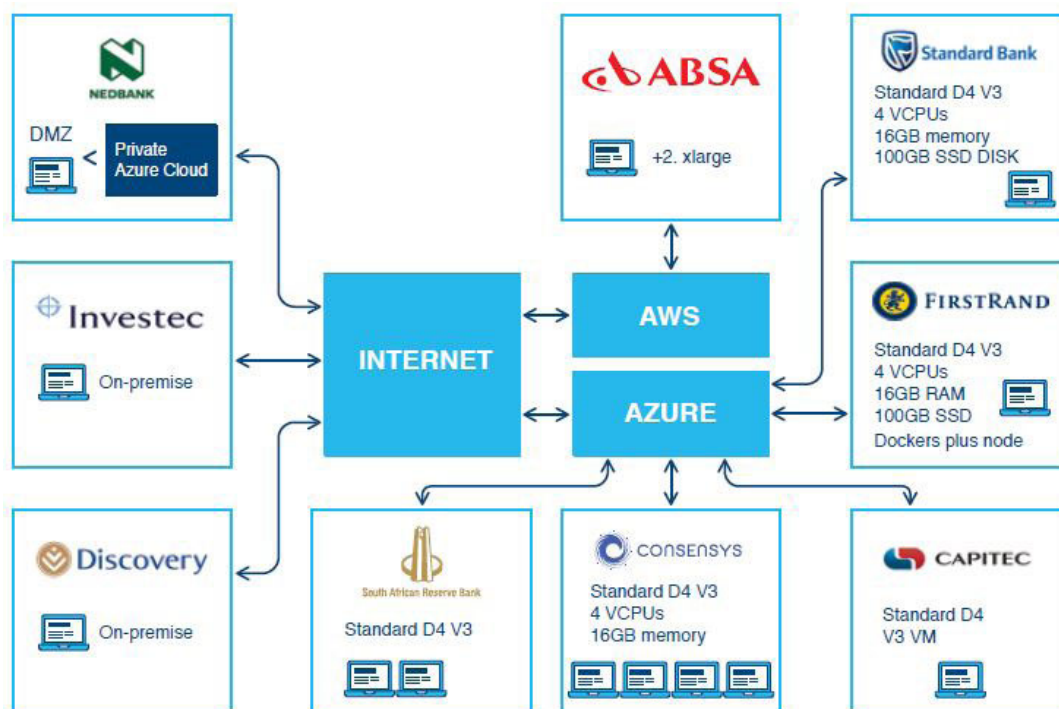 NEDBANK
DMZ
<
Private
Azure Cloud
ABSA
+2. xlarge
Standard Bank
Standard D4 V3
4 VCPUs
16GB memory
100GB SSD DISK
Investec
On-premise
INTERNET
AWS
AZURE
FIRSTRAND
Standard D4 V3
4 VCPUs
16GB RAM
100GB SSD
Dockers plus node
Discovery
On-premise
South African Reserve Bank
Standard D4 V3
CONSENSYS
Standard D4 V3
4 VCPUs
16GB memory
CAPITEC
Standard D4
V3 VM